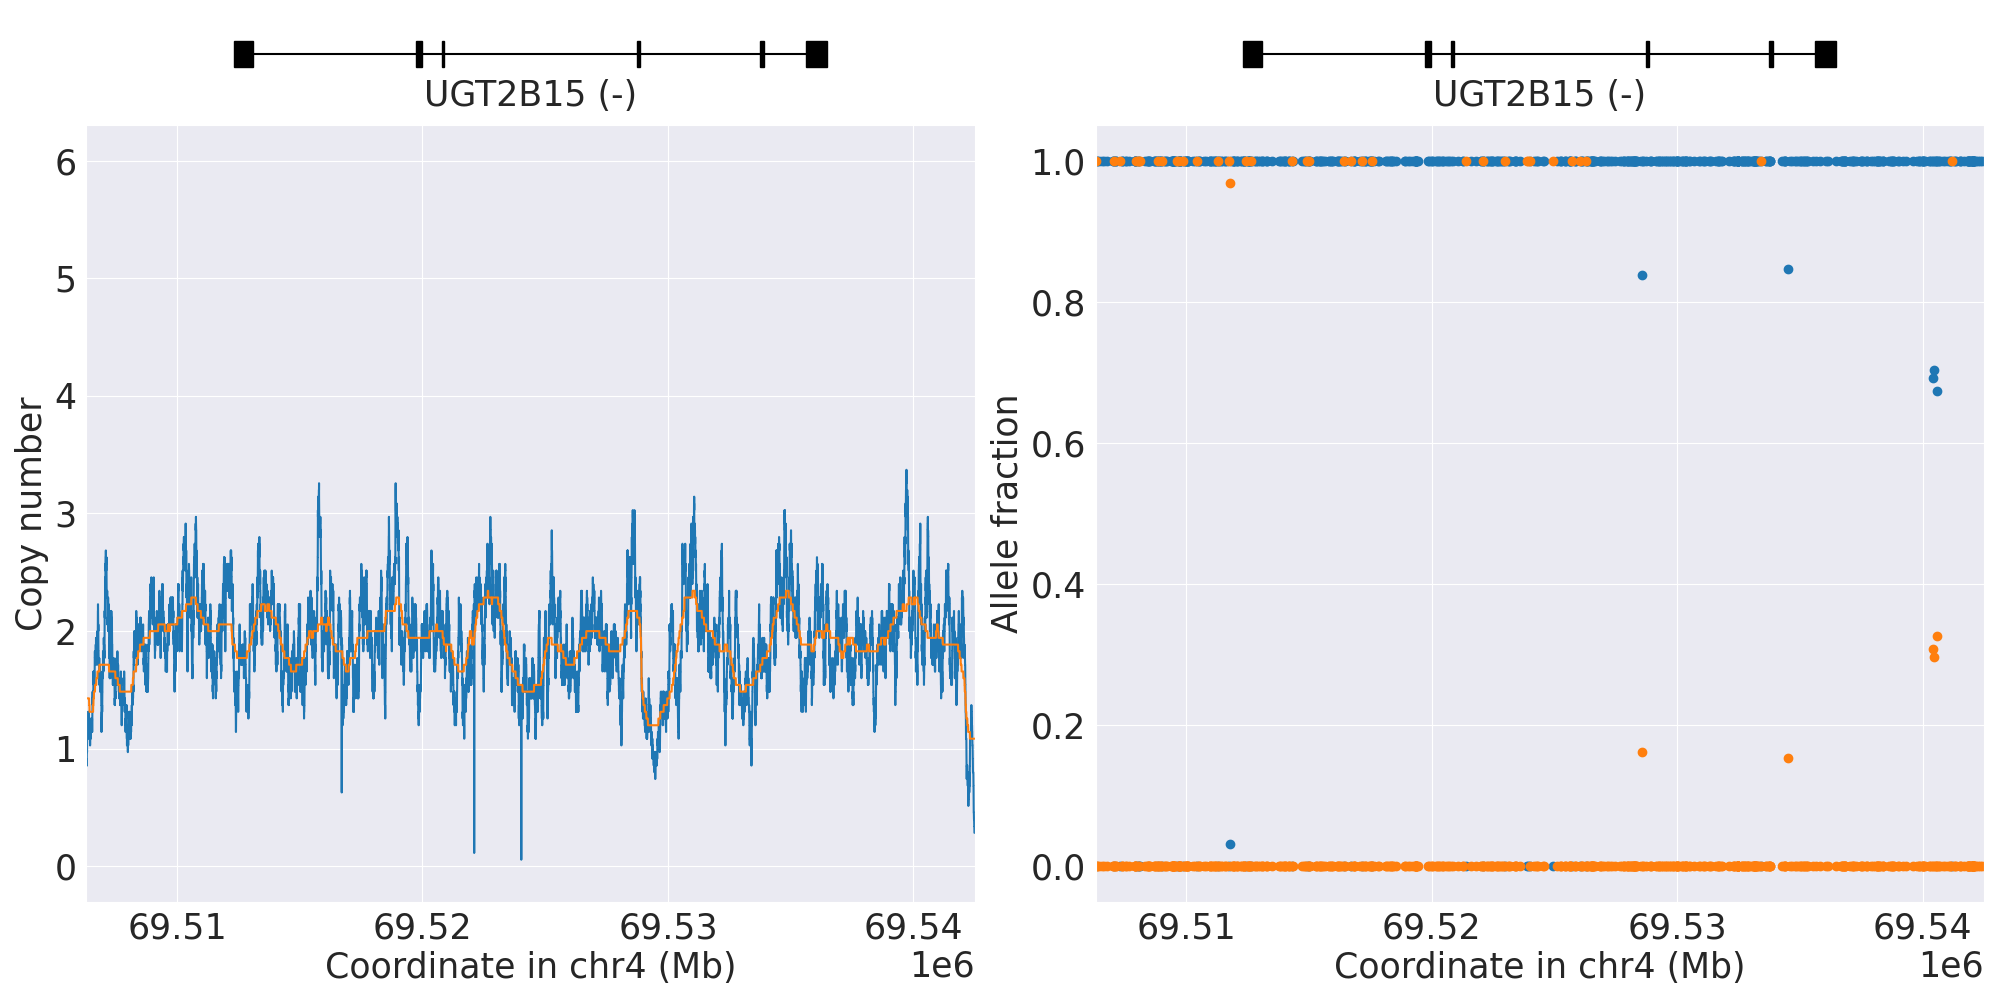 UGT2B15 (-)
6
5
4
3
2
1
0
Copy number
69.51 69.52 69.53 69.54
Coordinate in chr4 (Mb)
1e6
UGT2B15 (-)
1.0
0.8
0.6
0.4
0.2
0.0
Allele fraction
69.51 69.52 69.53 69.54
Coordinate in chr4 (Mb)
1e6